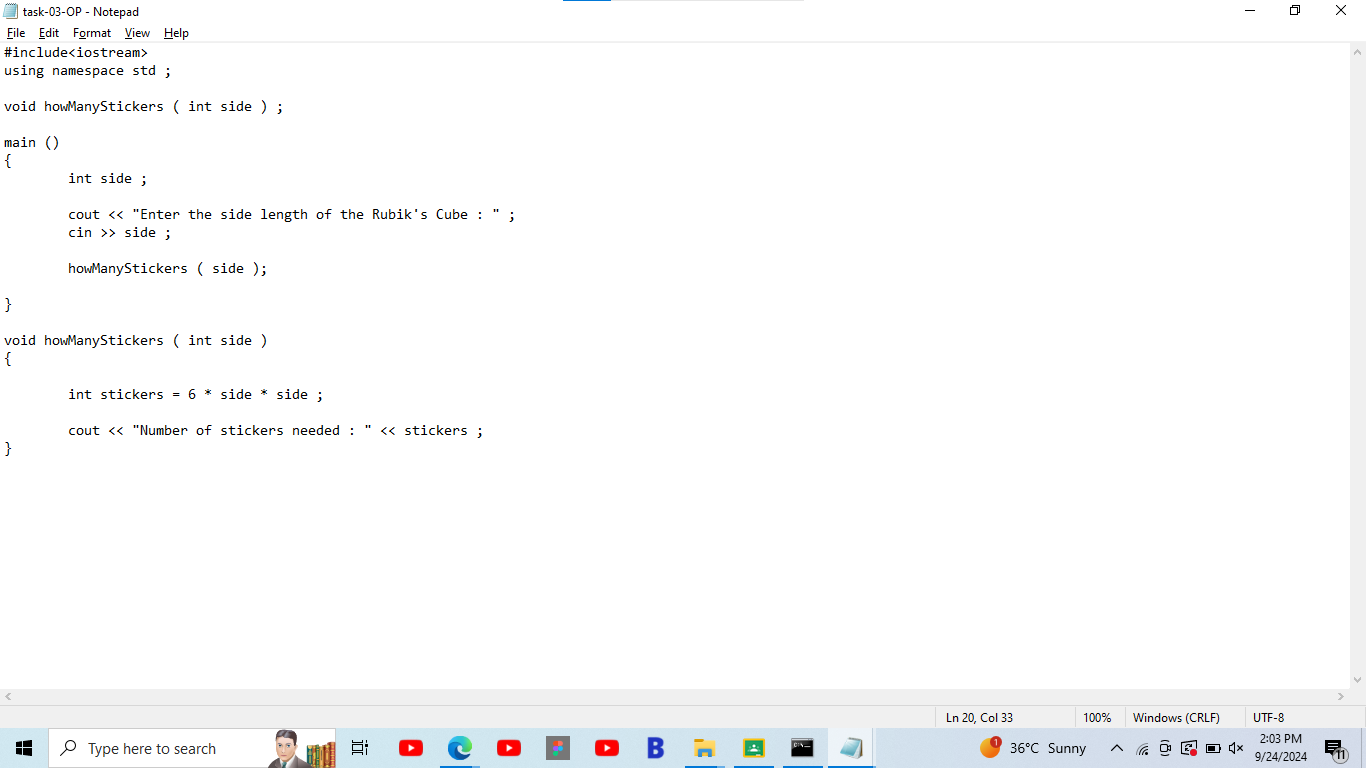 task-03-OP - Notepad
File Edit Format View Help
#include<iostream>
using namespace std ;
void howManyStickers ( int side ) ;
main ()
{
int side ;
cout << "Enter the side length of the Rubik's Cube : " ;
cin >> side ;
howManyStickers ( side );
}
void howManyStickers ( int side )
{
int stickers = 6 * side * side ;
cout << "Number of stickers needed : " << stickers ;
}
Ln 20, Col 33 100% Windows (CRLF) UTF-8
Type here to search B 1 36°C Sunny 2:03 PM
9/24/2024 11